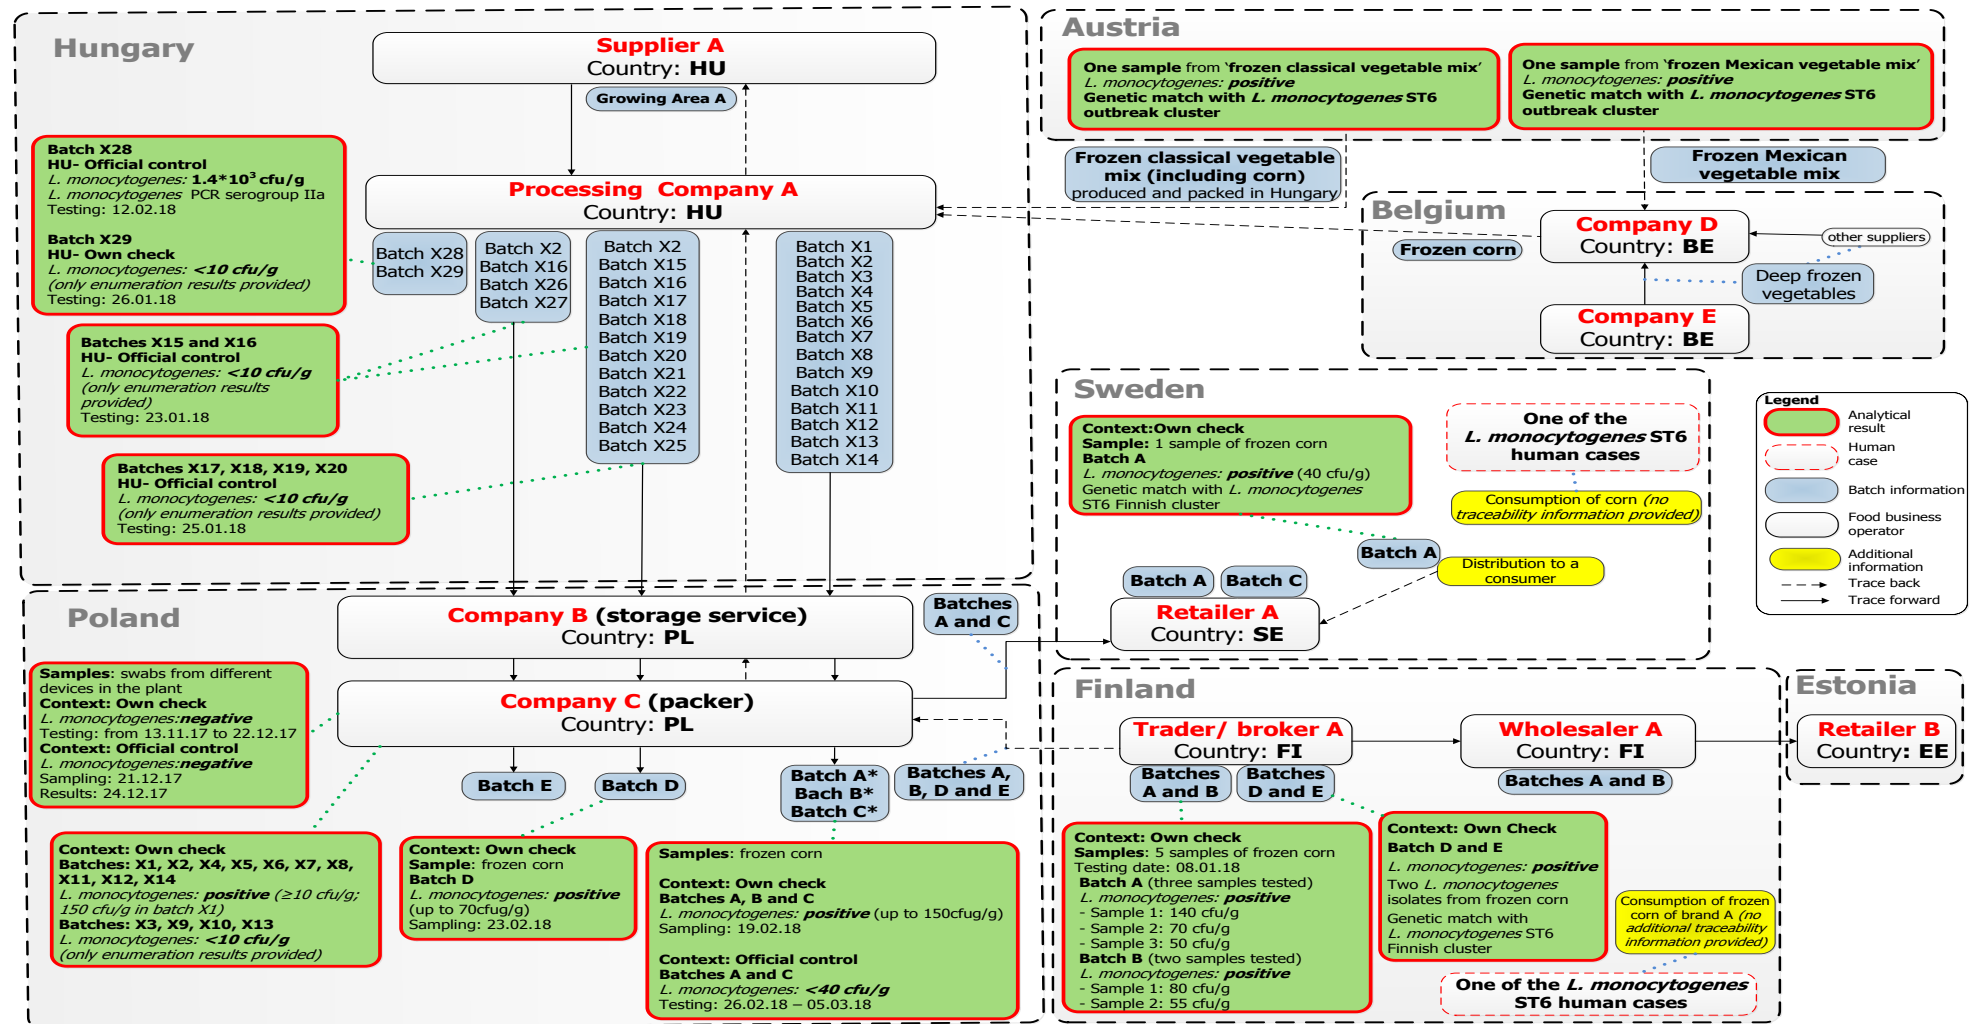 Hungary
Supplier A
Country: HU
Growing Area A
Batch X28
HU- Official control
L. monocytogenes: 1.4*10³ cfu/g
L. monocytogenes PCR serogroup IIa
Testing: 12.02.18
Batch X29
HU- Own check
L. monocytogenes: <10 cfu/g
(only enumeration results provided)
Testing: 26.01.18
Processing Company A
Country: HU
Batch X28
Batch X29
Batch X2
Batch X16
Batch X26
Batch X27
Batch X2
Batch X15
Batch X16
Batch X17
Batch X18
Batch X19
Batch X20
Batch X21
Batch X22
Batch X23
Batch X24
Batch X25
Batch X1
Batch X2
Batch X3
Batch X4
Batch X5
Batch X6
Batch X7
Batch X8
Batch X9
Batch X10
Batch X11
Batch X12
Batch X13
Batch X14
Batches X15 and X16
HU- Official control
L. monocytogenes: <10 cfu/g
(only enumeration results
provided)
Testing: 23.01.18
Batches X17, X18, X19, X20
HU- Official control
L. monocytogenes: <10 cfu/g
(only enumeration results provided)
Testing: 25.01.18
Austria
One sample from ‘frozen classical vegetable mix’
L. monocytogenes: positive
Genetic match with L. monocytogenes ST6
outbreak cluster
One sample from ‘frozen Mexican vegetable mix’
L. monocytogenes: positive
Genetic match with L. monocytogenes ST6
outbreak cluster
Frozen classical vegetable
mix (including corn)
produced and packed in Hungary
Frozen Mexican
vegetable mix
Belgium
Company D
Country: BE
other suppliers
Frozen corn
Deep frozen
vegetables
Company E
Country: BE
Sweden
Context:Own check
Sample: 1 sample of frozen corn
Batch A
L. monocytogenes: positive (40 cfu/g)
Genetic match with L. monocytogenes
ST6 Finnish cluster
One of the
L. monocytogenes ST6
human cases
Consumption of corn (no
traceability information provided)
Batch A
Distribution to a
consumer
Batch A
Batch C
Retailer A
Country: SE
Legend
Analytical
result
Human
case
Batch information
Food business
operator
Additional
information
Trace back
Trace forward
Poland
Company B (storage service)
Country: PL
Batches
A and C
Samples: swabs from different
devices in the plant
Context: Own check
L. monocytogenes:negative
Testing: from 13.11.17 to 22.12.17
Context: Official control
L. monocytogenes:negative
Sampling: 21.12.17
Results: 24.12.17
Company C (packer)
Country: PL
Batch E
Batch D
Batch A*
Bach B*
Batch C*
Batches A,
B, D and E
Context: Own check
Batches: X1, X2, X4, X5, X6, X7, X8,
X11, X12, X14
L. monocytogenes: positive (≥10 cfu/g;
150 cfu/g in batch X1)
Batches: X3, X9, X10, X13
L. monocytogenes: <10 cfu/g
(only enumeration results provided)
Context: Own check
Sample: frozen corn
Batch D
L. monocytogenes: positive
(up to 70cfug/g)
Sampling: 23.02.18
Samples: frozen corn
Context: Own check
Batches A, B and C
L. monocytogenes: positive (up to 150cfug/g)
Sampling: 19.02.18
Context: Official control
Batches A and C
L. monocytogenes: <40 cfu/g
Testing: 26.02.18 – 05.03.18
Finland
Trader/ broker A
Country: FI
Wholesaler A
Country: FI
Batches
A and B
Batches
D and E
Batches A and B
Context: Own check
Samples: 5 samples of frozen corn
Testing date: 08.01.18
Batch A (three samples tested)
L. monocytogenes: positive
- Sample 1: 140 cfu/g
- Sample 2: 70 cfu/g
- Sample 3: 50 cfu/g
Batch B (two samples tested)
L. monocytogenes: positive
- Sample 1: 80 cfu/g
- Sample 2: 55 cfu/g
Context: Own Check
Batch D and E
L. monocytogenes: positive
Two L. monocytogenes
isolates from frozen corn
Genetic match with
L. monocytogenes ST6
Finnish cluster
Consumption of frozen
corn of brand A (no
additional traceability
information provided)
One of the L. monocytogenes
ST6 human cases
Estonia
Retailer B
Country: EE